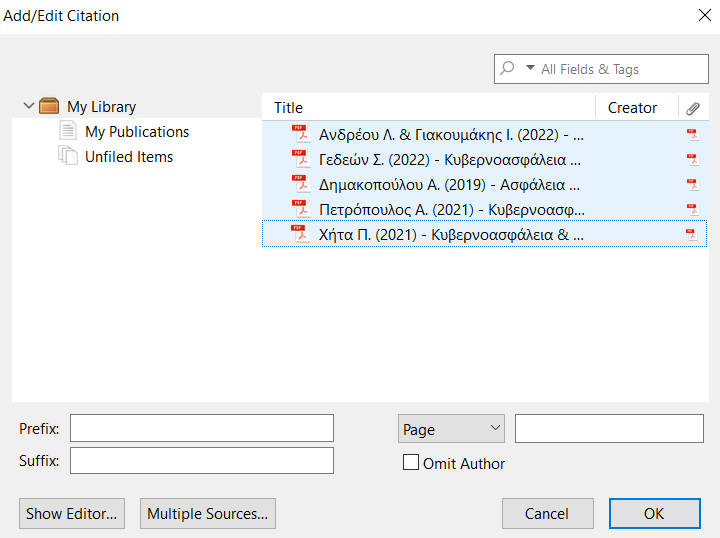 Add/Edit Citation
All Fields & Tags
My Library
My Publications
Unfiled Items
Title Creator
Ανδρέου Λ. & Γιακουμάκης Ι. (2022) - ...
Γεδεών Σ. (2022) - Κυβερνοασφάλεια ...
Δημακοπούλου Α. (2019) - Ασφάλεια ...
Πετρόπουλος Α. (2021) - Κυβερνοασφ...
Χήτα Π. (2021) - Κυβερνοασφάλεια & ...
Prefix:
Page
Suffix:
Omit Author
Show Editor... Multiple Sources... Cancel OK